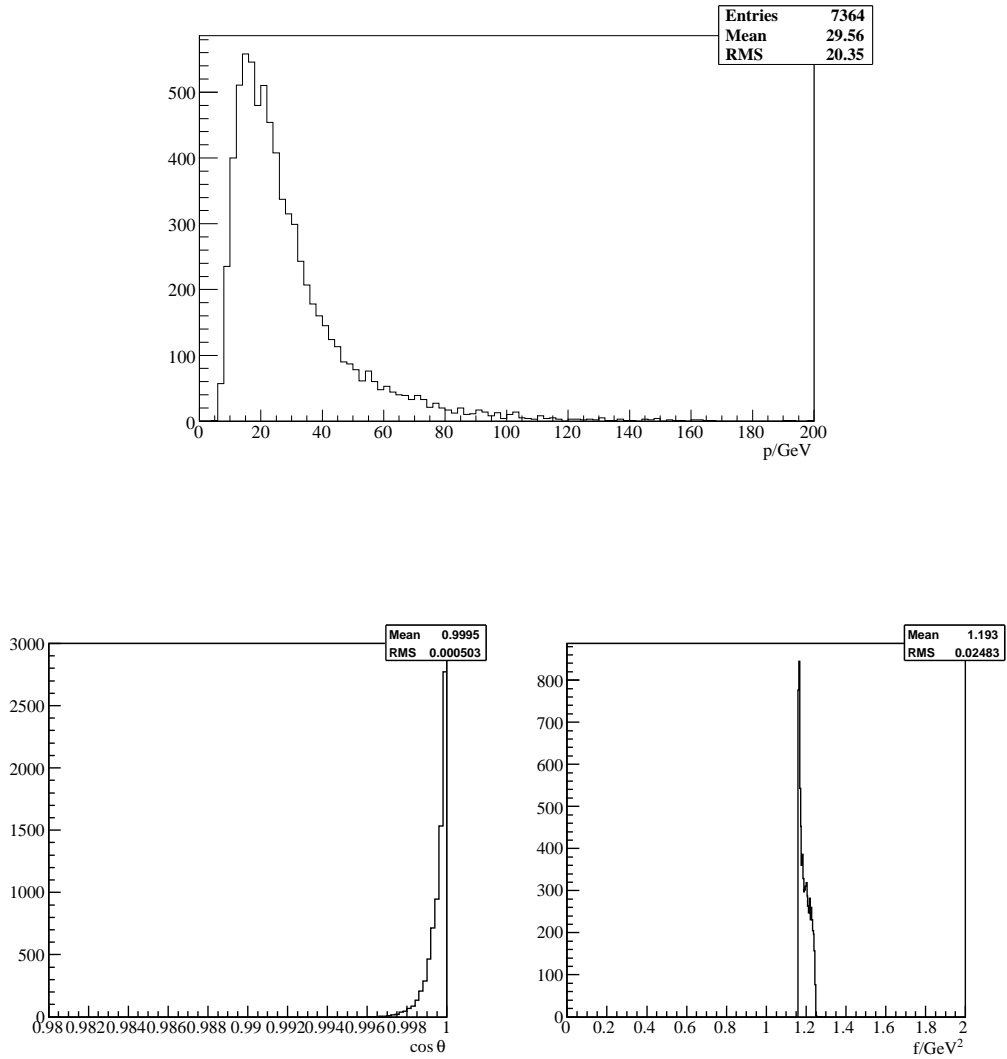 Entries 7364
Mean 29.56
RMS 20.35
500
400
300
200
100
0
0 20 40 60 80 100 120 140 160 180 200
p/GeV
Mean 0.9995
RMS 0.000503
3000
2500
2000
1500
1000
500
0
0.98 0.982 0.984 0.986 0.988 0.99 0.992 0.994 0.996 0.998 1
cos θ
Mean 1.193
RMS 0.02483
800
700
600
500
400
300
200
100
0
0 0.2 0.4 0.6 0.8 1 1.2 1.4 1.6 1.8 2
f/GeV²